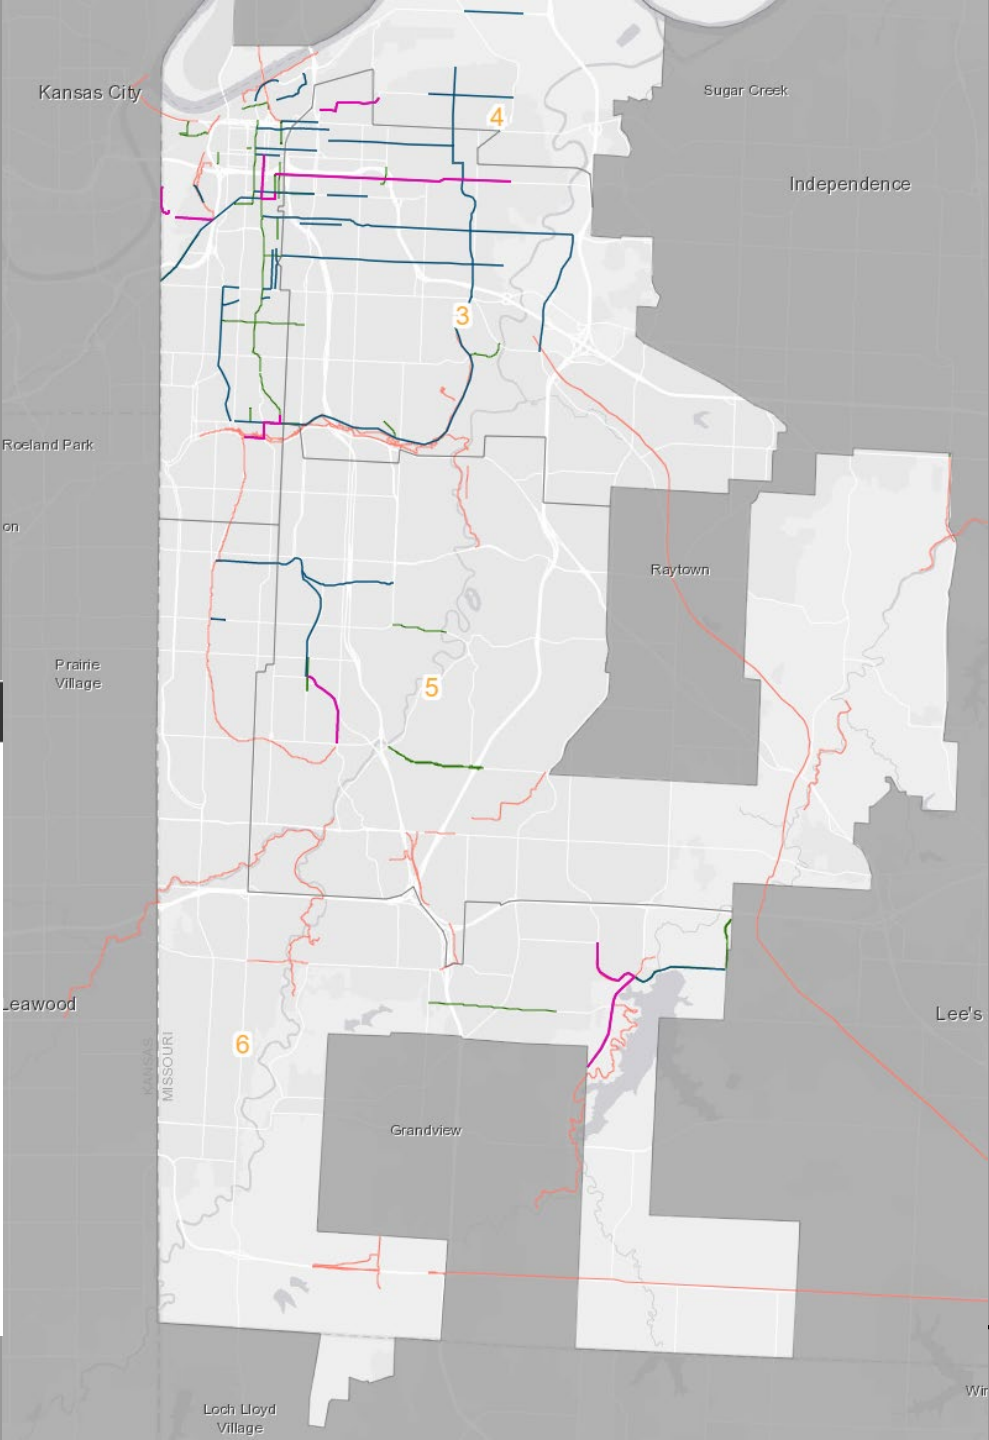 Kansas City
Sugar Creek
4
Independence
3
Roeland Park
on
Raytown
Prairie
Village
5
Leawood
Lee's
6
KANSAS
MISSOURI
Grandview
Loch Lloyd
Village
Wir